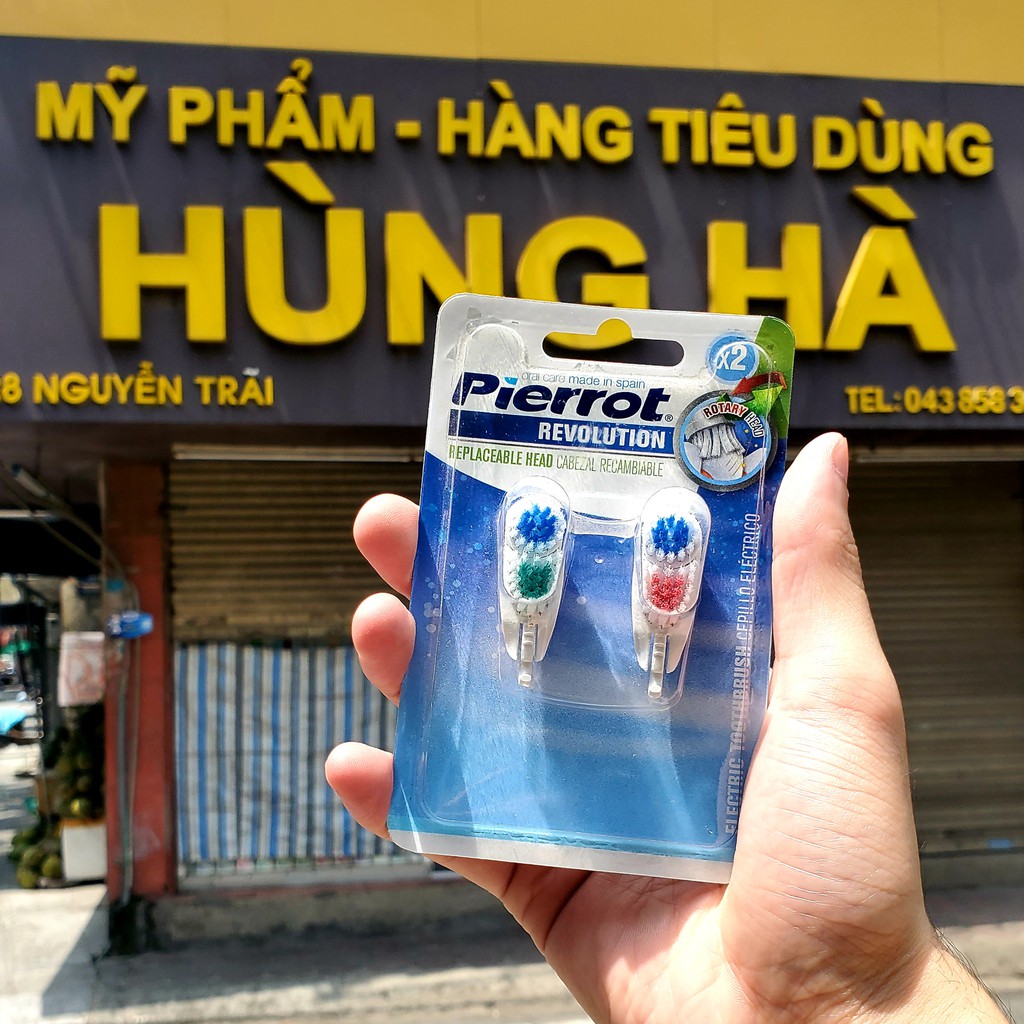 MỸ PHẨM - HÀNG TIÊU DÙNG
HÙNG HÀ
8 NGUYỄN TRÃI
TEL: 043 858 3
x2
oral care made in spain
Pierrot®
REVOLUTION
ROTARY HEAD
REPLACEABLE HEAD CABEZAL RECAMBIABLE
ELECTRIC TOOTHBRUSH CEPILLO ELÉCTRICO